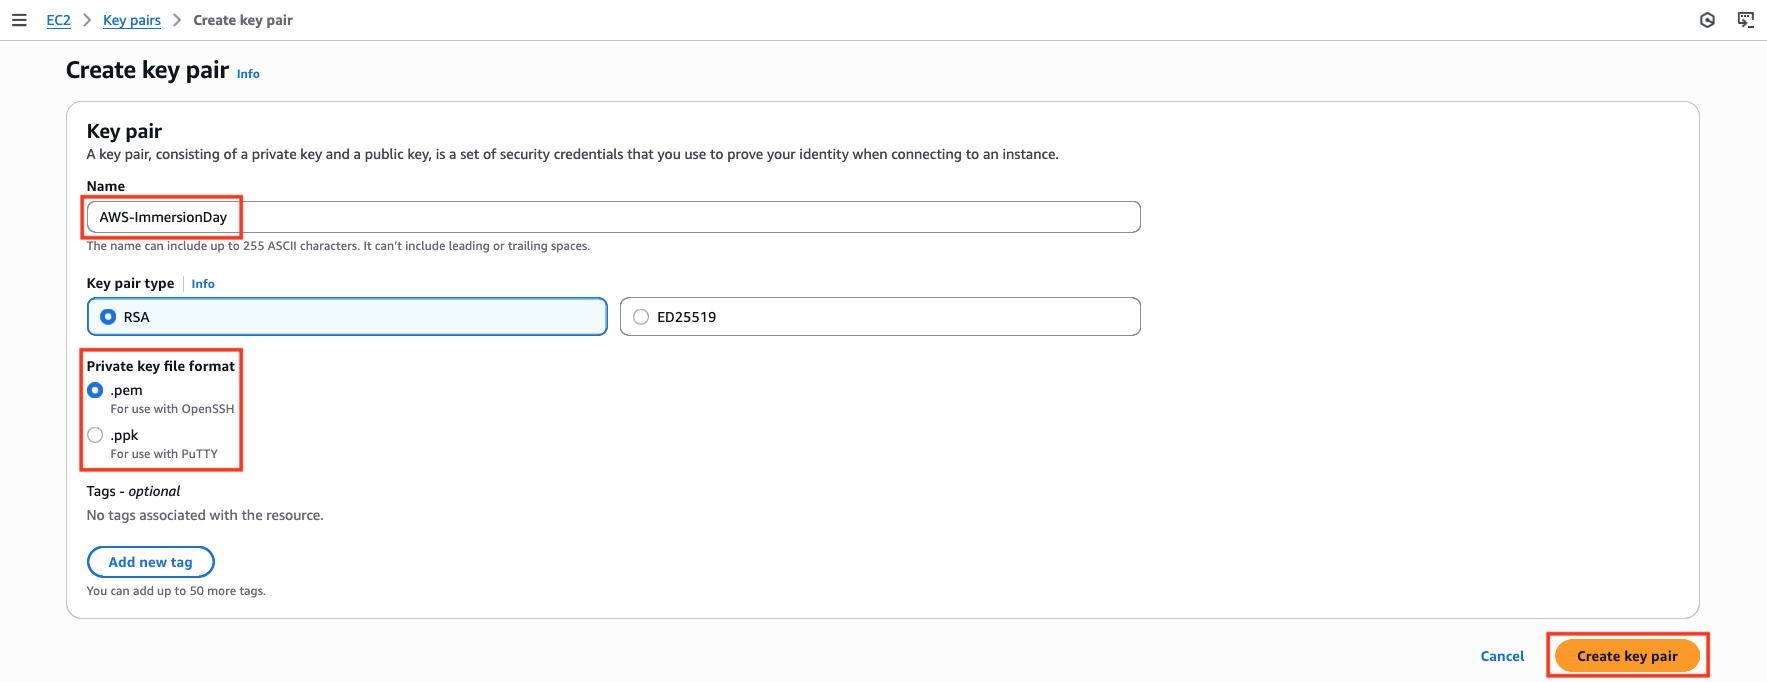 EC2 > Key pairs > Create key pair
Create key pair Info
Key pair
A key pair, consisting of a private key and a public key, is a set of security credentials that you use to prove your identity when connecting to an instance.
Name
AWS-ImmersionDay
The name can include up to 255 ASCII characters. It can't include leading or trailing spaces.
Key pair type Info
RSA ED25519
Private key file format
.pem
For use with OpenSSH
.ppk
For use with PuTTY
Tags - optional
No tags associated with the resource.
Add new tag
You can add up to 50 more tags.
Cancel Create key pair